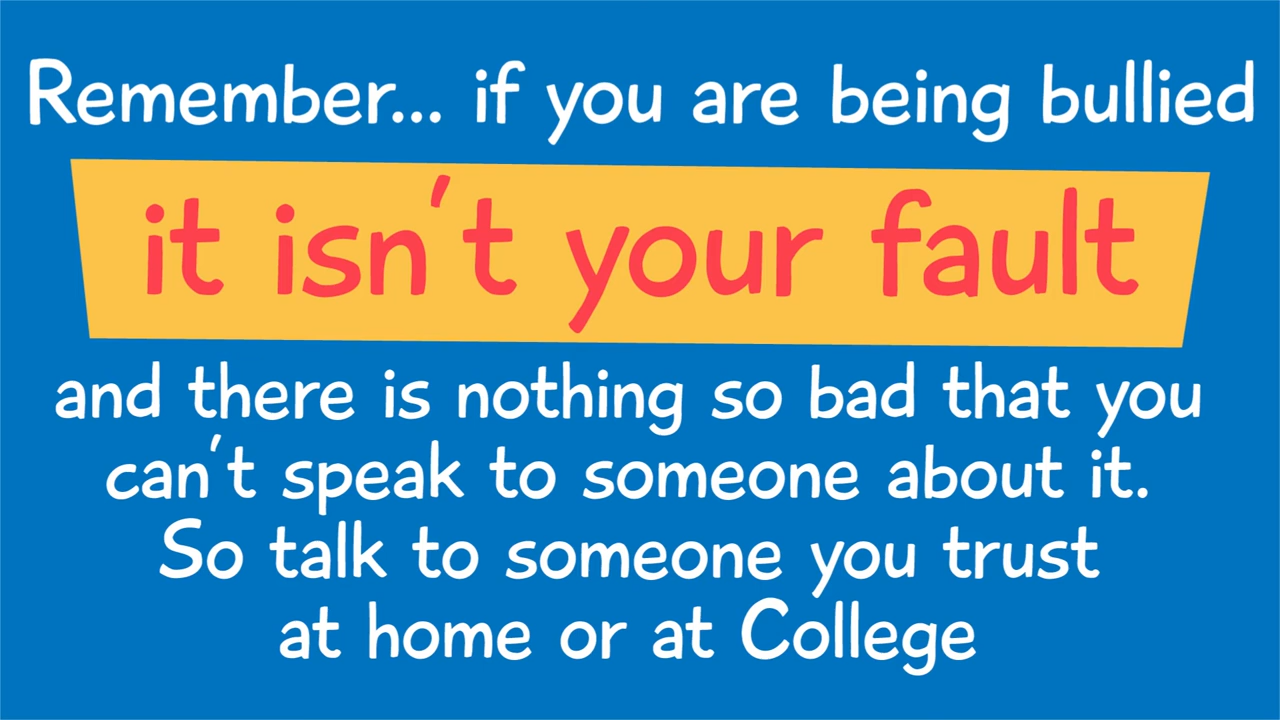 Remember... if you are being bullied
it isn't your fault
and there is nothing so bad that you
can't speak to someone about it.
So talk to someone you trust
at home or at College